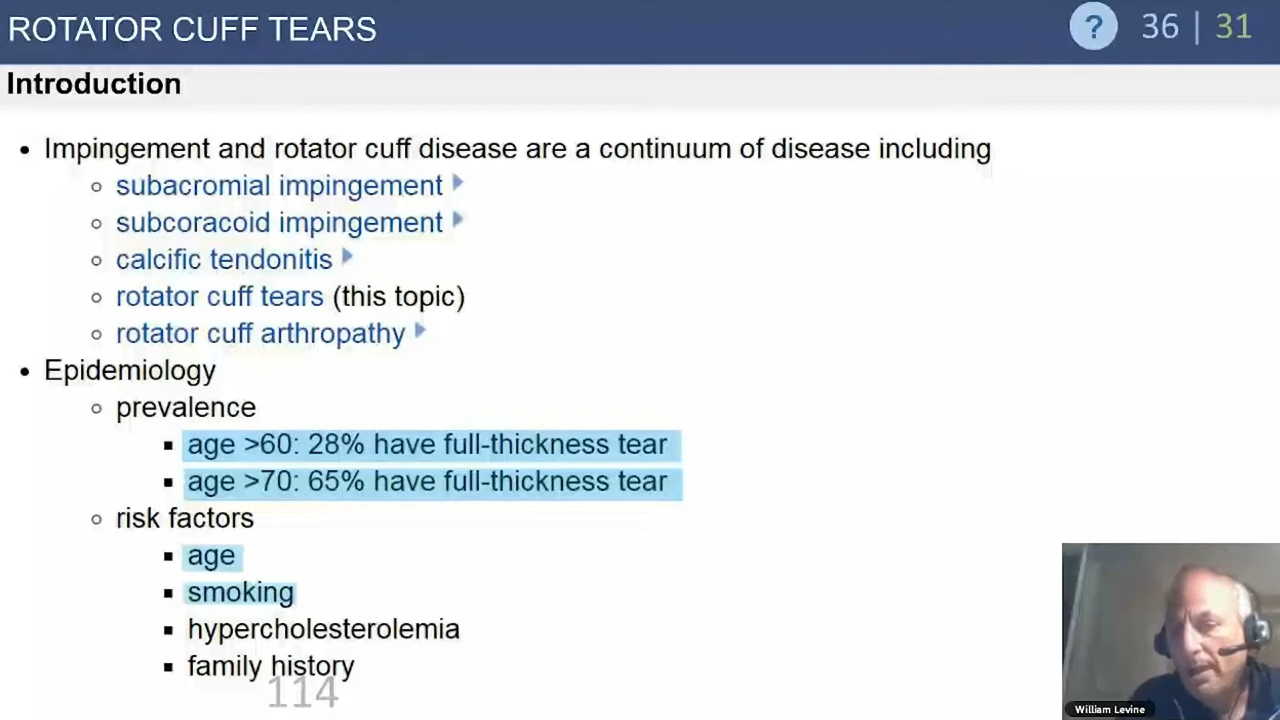 ROTATOR CUFF TEARS
? 36 | 31
Introduction
• Impingement and rotator cuff disease are a continuum of disease including
○ subacromial impingement
○ subcoracoid impingement
○ calcific tendonitis
○ rotator cuff tears (this topic)
○ rotator cuff arthropathy
• Epidemiology
○ prevalence
▪ age >60: 28% have full-thickness tear
▪ age >70: 65% have full-thickness tear
○ risk factors
▪ age
▪ smoking
▪ hypercholesterolemia
▪ family history
114
William Levine